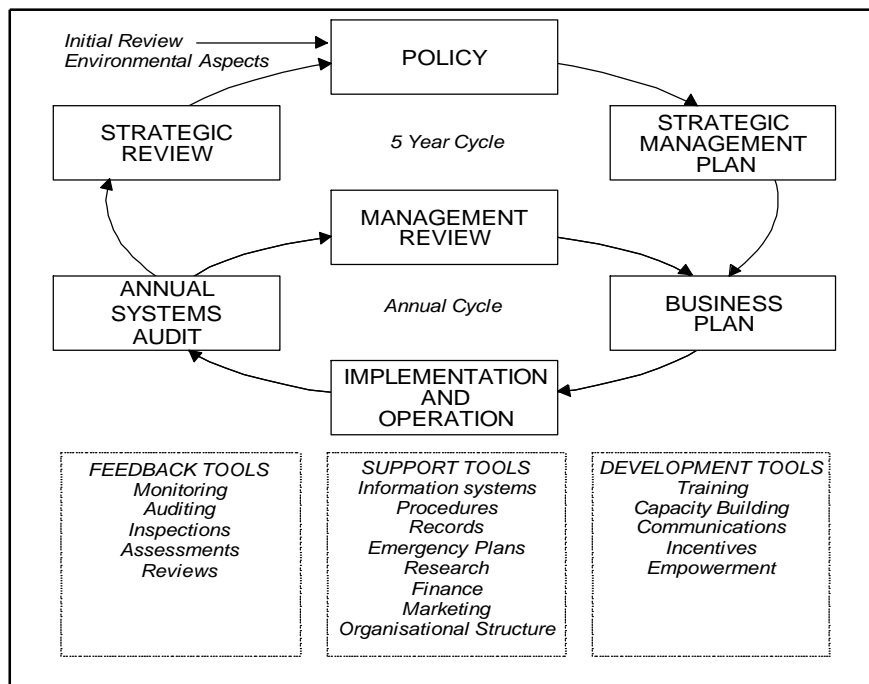 Initial Review
Environmental Aspects
POLICY
STRATEGIC
REVIEW
5 Year Cycle
STRATEGIC
MANAGEMENT
PLAN
MANAGEMENT
REVIEW
ANNUAL
SYSTEMS
AUDIT
Annual Cycle
BUSINESS
PLAN
IMPLEMENTATION
AND
OPERATION
FEEDBACK TOOLS
Monitoring
Auditing
Inspections
Assessments
Reviews
SUPPORT TOOLS
Information systems
Procedures
Records
Emergency Plans
Research
Finance
Marketing
Organisational Structure
DEVELOPMENT TOOLS
Training
Capacity Building
Communications
Incentives
Empowerment